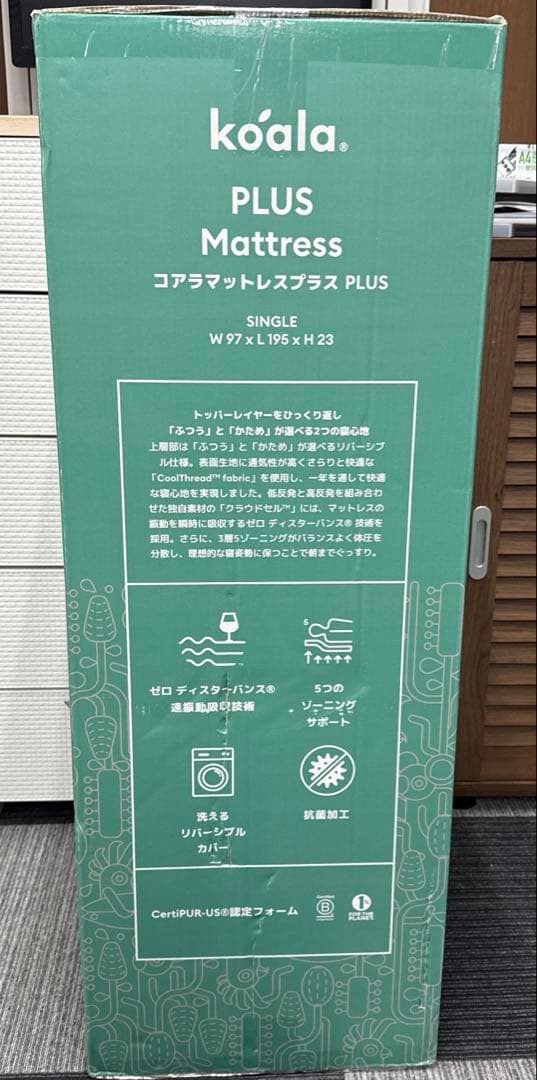 koala®
PLUS
Mattress
コアラマットレスプラス PLUS
SINGLE
W 97 x L 195 x H 23
トッパーレイヤーをひっくり返し
「ふつう」と「かため」が選べる2つの寝心地
上層部は「ふつう」と「かため」が選べるリバーシブ
ル仕様。表面生地に通気性が高くさらりと快適な
「CoolThread™ fabric」を使用し、一年を通して快適
な寝心地を実現しました。低反発と高反発を組み合わ
せた独自素材の「クラウドセル™」には、マットレスの
振動を瞬時に吸収するゼロ ディスターバンス® 技術を
採用。さらに、3層5ゾーニングがバランスよく体圧を
分散し、理想的な寝姿勢に保つことで朝までぐっすり。
5
ゼロ ディスターバンス®
速振動吸収技術
5つの
ゾーニング
サポート
洗える
リバーシブル
カバー
抗菌加工
CertiPUR-US®認定フォーム
Certified
B
Corporation
1%
FOR THE
PLANET
A4